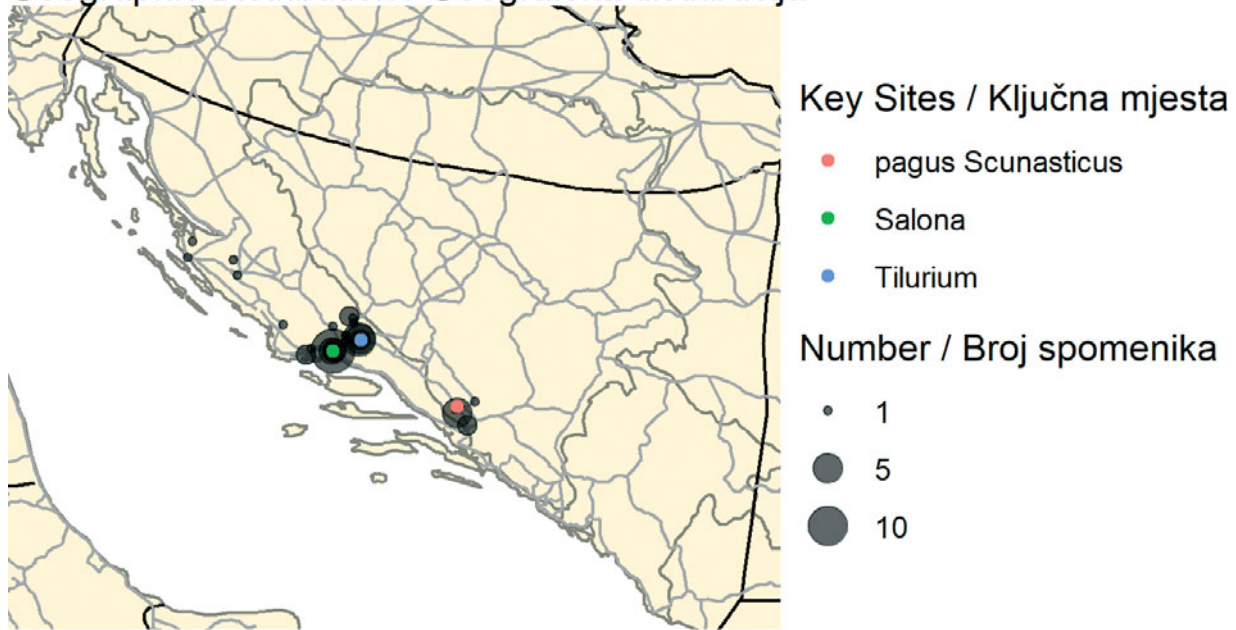 Key Sites / Ključna mjesta
pagus Scunasticus
Salona
Tilurium
Number / Broj spomenika
1
5
10